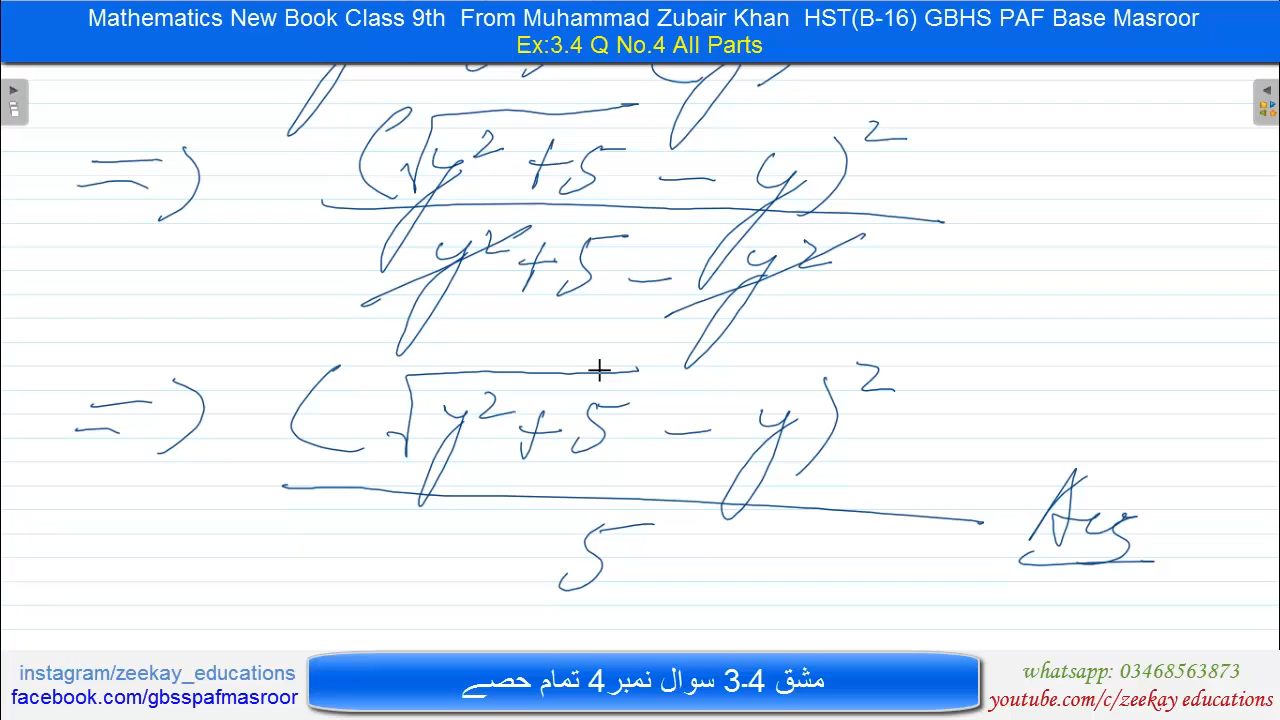 Mathematics New Book Class 9th From Muhammad Zubair Khan HST(B-16) GBHS PAF Base Masroor
Ex:3.4 Q No.4 All Parts
=> (√y² + 5 - y)²
y² + 5 - y²
=> (√y² + 5 - y)²
5
Ans
instagram/zeekay_educations
facebook.com/gbsspafmasroor
مشق 3.4 سوال نمبر4 تمام حصے
whatsapp: 03468563873
youtube.com/c/zeekay educations